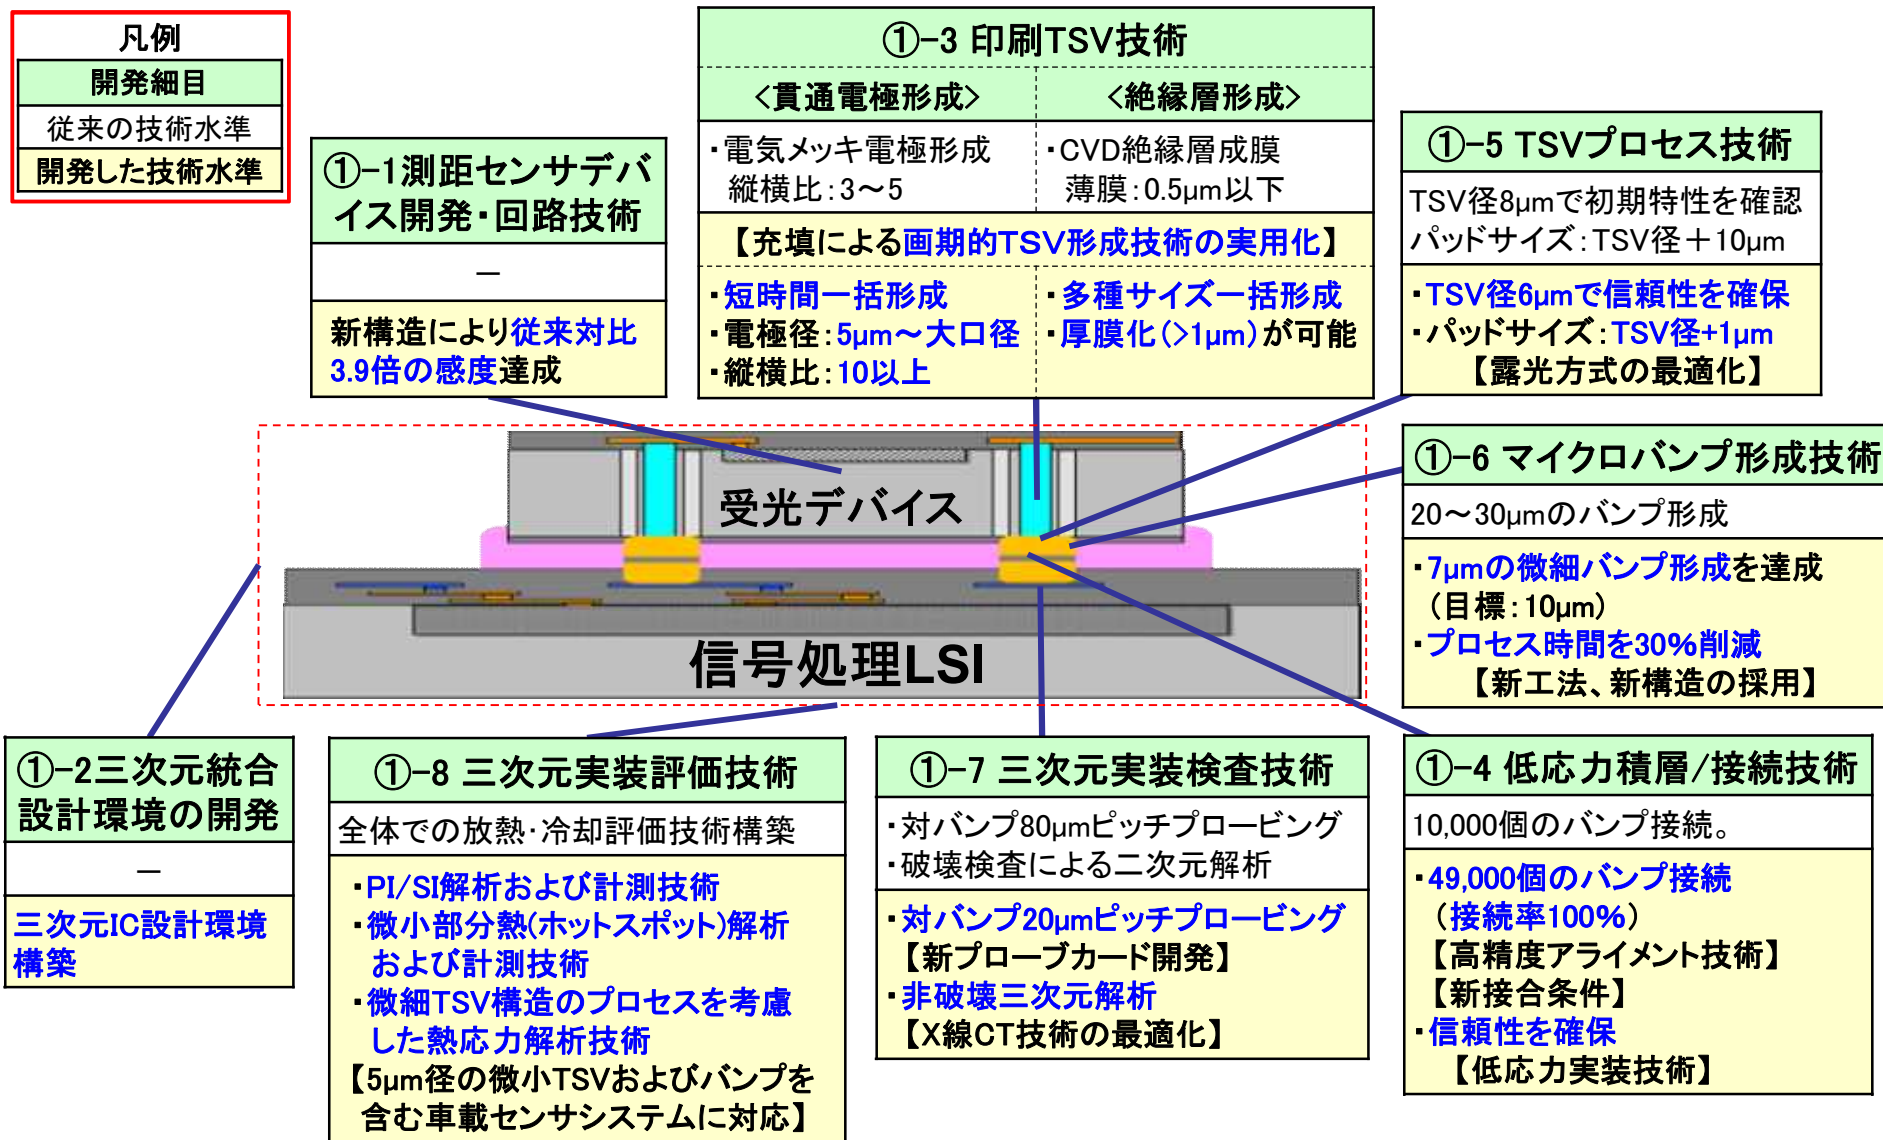 凡例
開発細目
従来の技術水準
開発した技術水準
①-1測距センサデバ
イス開発・回路技術
－
新構造により従来対比
3.9倍の感度達成
①-3 印刷TSV技術
<貫通電極形成>
<絶縁層形成>
・電気メッキ電極形成
縦横比：3～5
・CVD絶縁層成膜
薄膜：0.5μm以下
【充填による画期的TSV形成技術の実用化】
・短時間一括形成
・電極径：5μm～大口径
・縦横比：10以上
・多種サイズ一括形成
・厚膜化（>1μm）が可能
①-5 TSVプロセス技術
TSV径8μmで初期特性を確認
パッドサイズ：TSV径＋10μm
・TSV径6μmで信頼性を確保
・パッドサイズ：TSV径+1μm
【露光方式の最適化】
①-6 マイクロバンプ形成技術
20～30μmのバンプ形成
・7μmの微細バンプ形成を達成
（目標：10μm）
・プロセス時間を30%削減
【新工法、新構造の採用】
受光デバイス
信号処理LSI
①-2三次元統合
設計環境の開発
－
三次元IC設計環境
構築
①-8 三次元実装評価技術
全体での放熱・冷却評価技術構築
・PI/SI解析および計測技術
・微小部分熱(ホットスポット)解析
および計測技術
・微細TSV構造のプロセスを考慮
した熱応力解析技術
【5μm径の微小TSVおよびバンプを
含む車載センサシステムに対応】
①-7 三次元実装検査技術
・対バンプ80μmピッチプロービング
・破壊検査による二次元解析
・対バンプ20μmピッチプロービング
【新プローブカード開発】
・非破壊三次元解析
【X線CT技術の最適化】
①-4 低応力積層/接続技術
10,000個のバンプ接続。
・49,000個のバンプ接続
（接続率100%）
【高精度アライメント技術】
【新接合条件】
・信頼性を確保
【低応力実装技術】